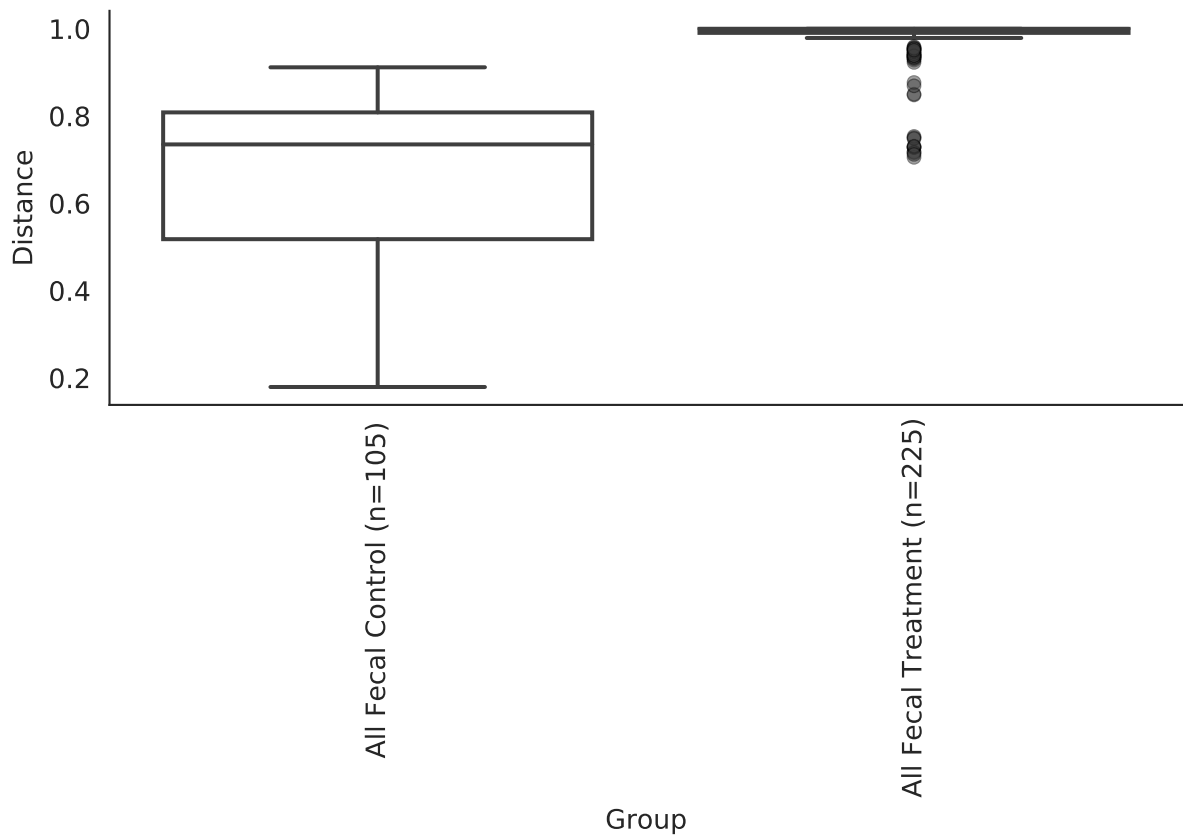 1.0
0.8
0.6
0.4
0.2
Distance
All Fecal Control (n=105)
All Fecal Treatment (n=225)
Group